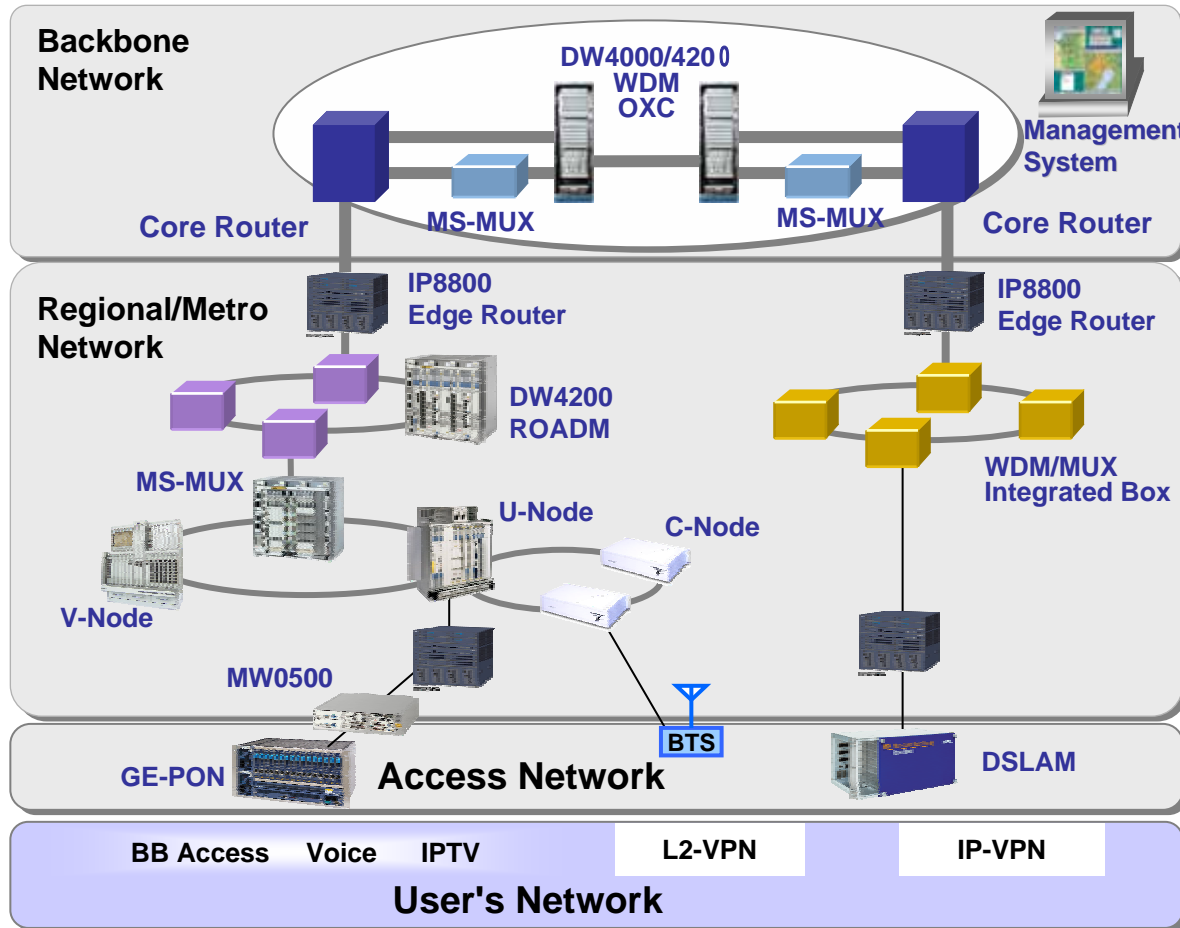 Backbone
Network
DW4000/4200
WDM
OXC
Management
System
MS-MUX
MS-MUX
Core Router
Core Router
Regional/Metro
Network
IP8800
Edge Router
IP8800
Edge Router
DW4200
ROADM
MS-MUX
WDM/MUX
Integrated Box
U-Node
C-Node
V-Node
MW0500
BTS
GE-PON
Access Network
DSLAM
BB Access
Voice
IPTV
L2-VPN
IP-VPN
User's Network